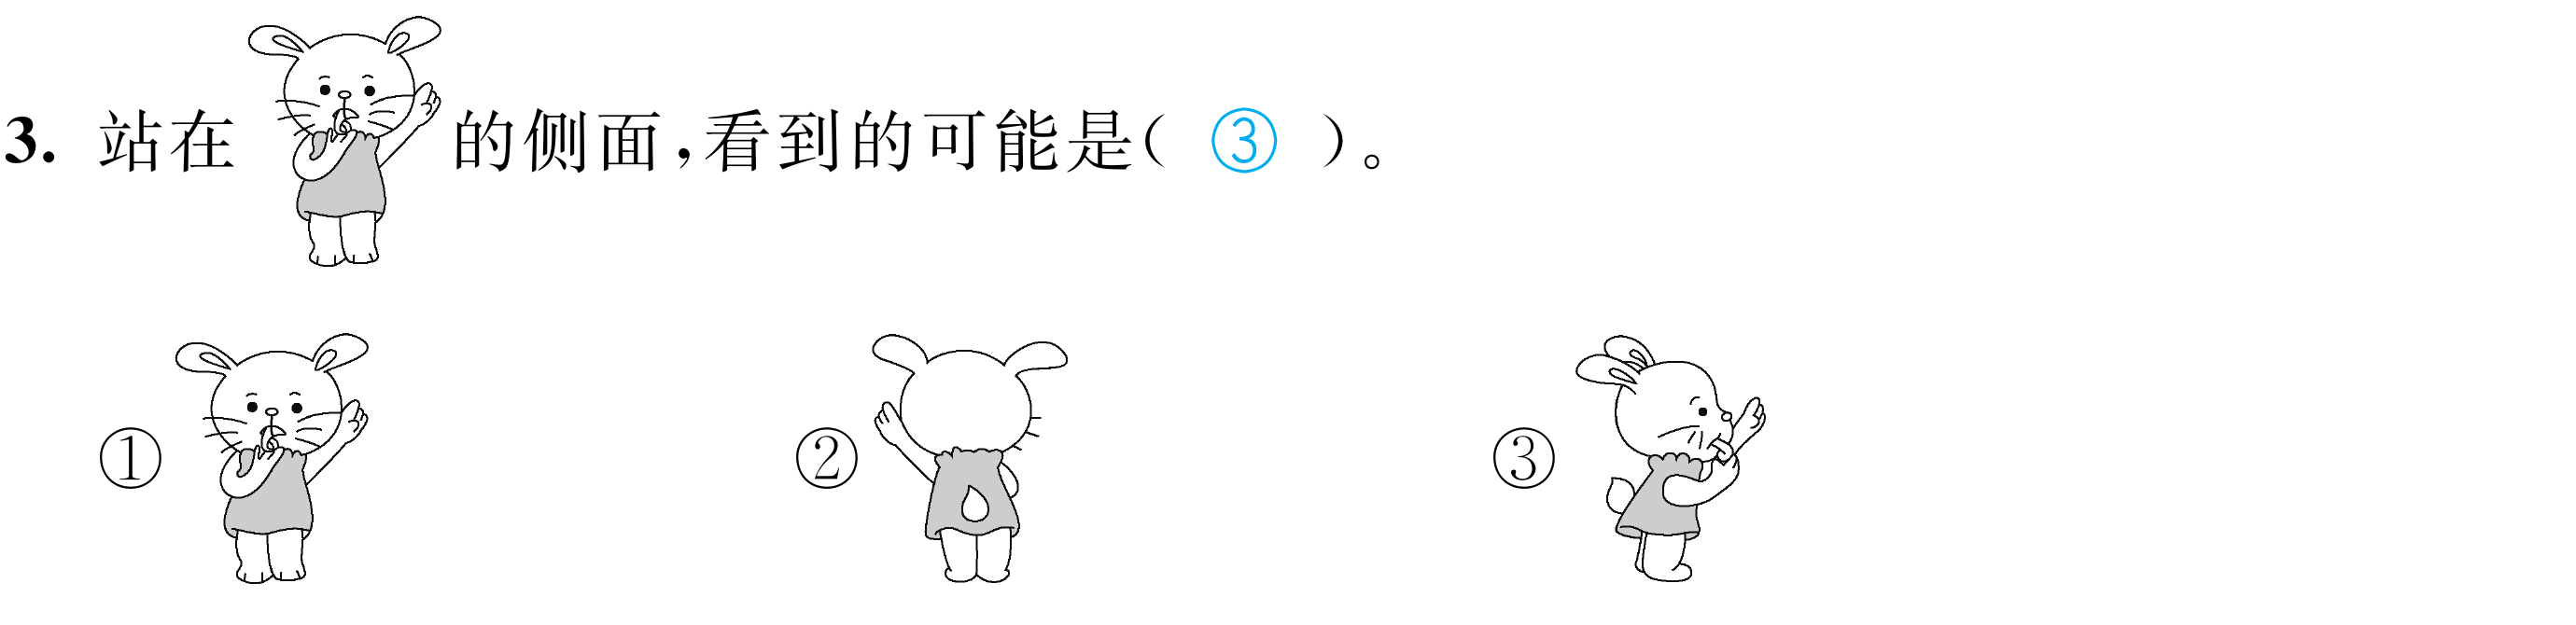 3. 站在的侧面,看到的可能是( ③ )。
① ② ③